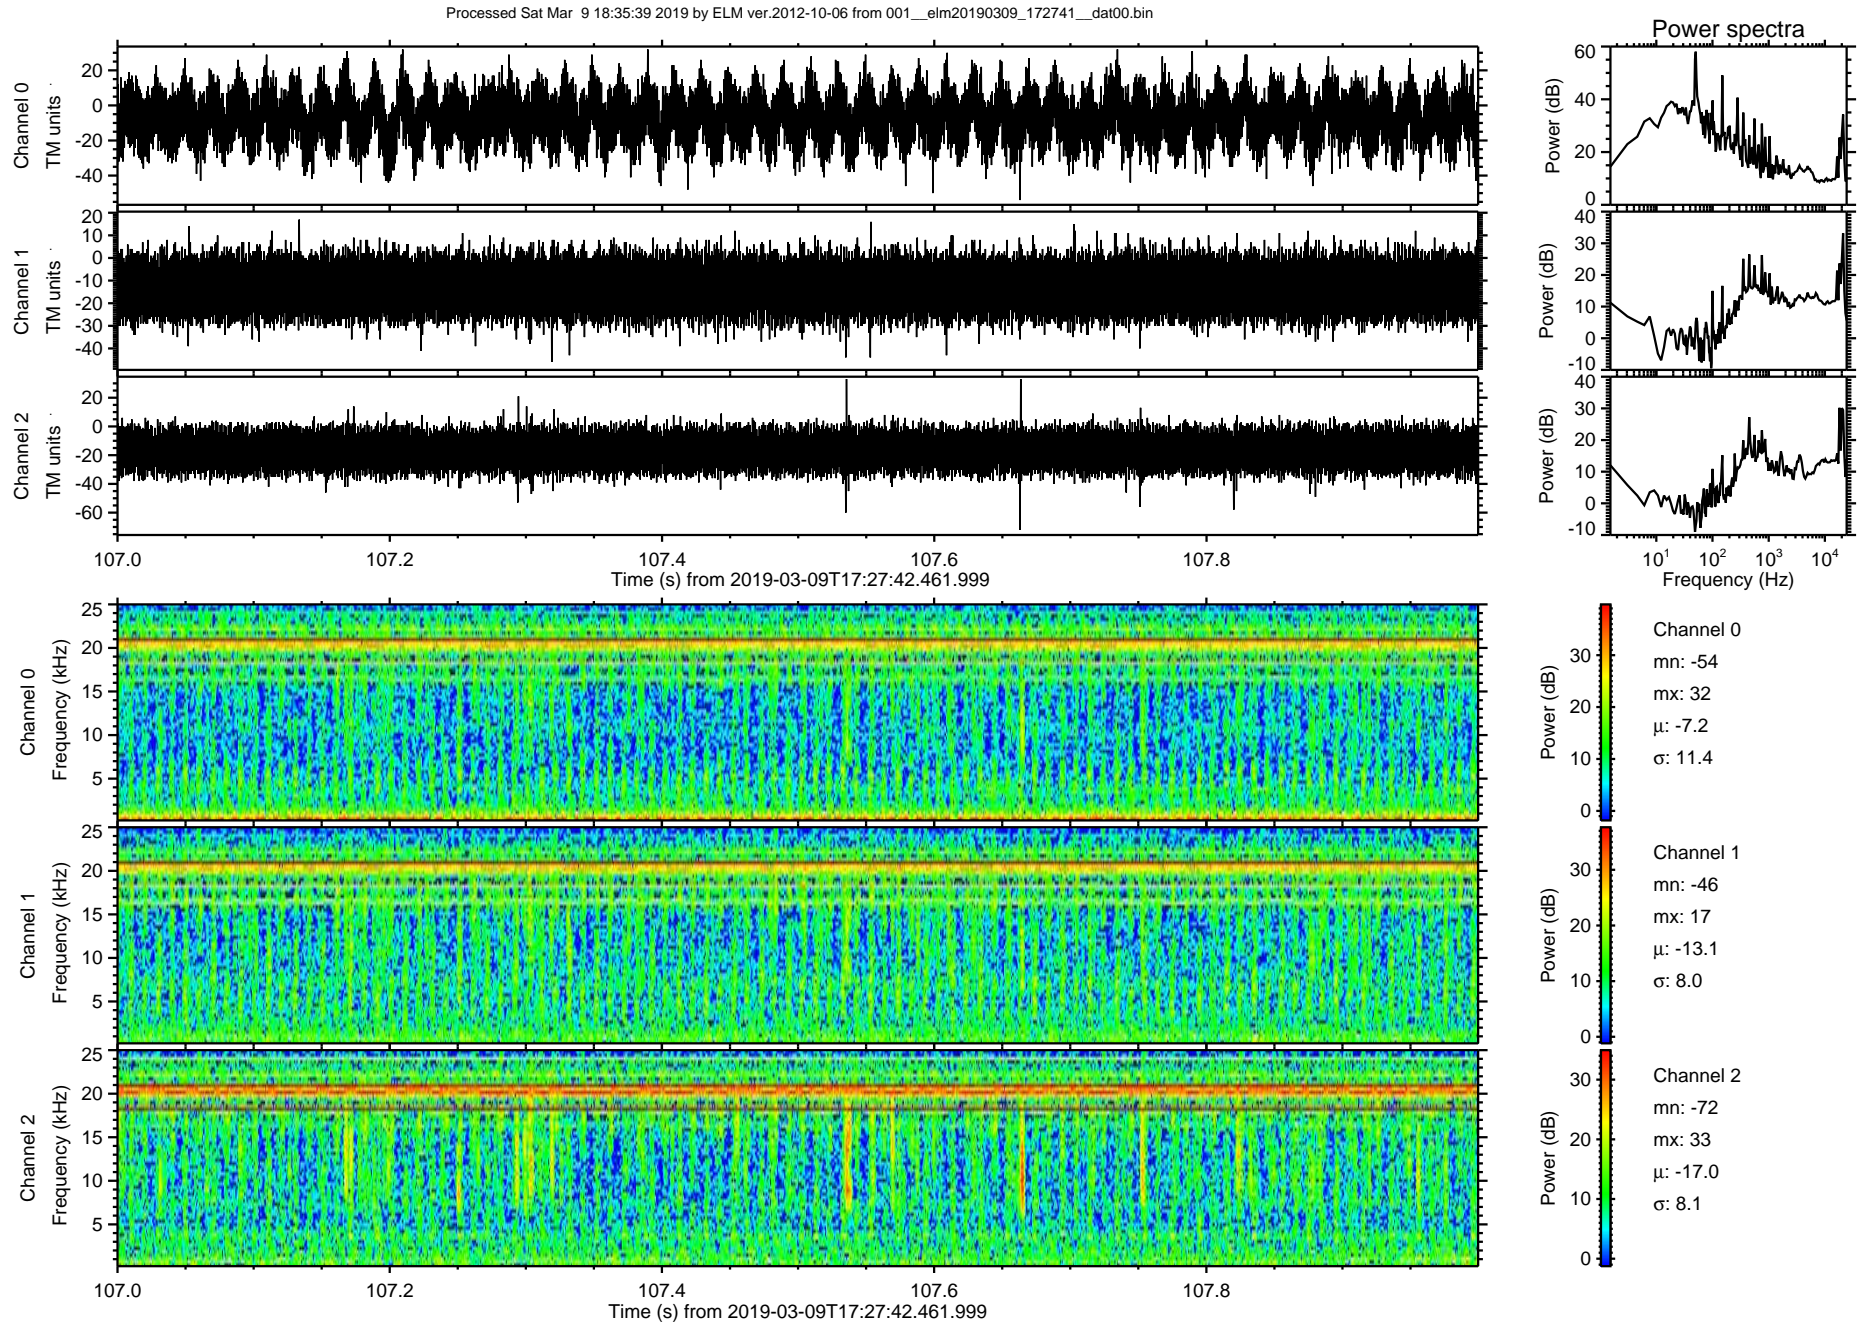 Processed Sat Mar 9 18:35:39 2019 by ELM ver.2012-10-06 from 001__elm20190309_172741__dat00.bin
Power spectra
Channel 0
TM units
20
0
-20
-40
Power (dB)
60
40
20
0
Channel 1
TM units
20
10
0
-10
-20
-30
-40
Power (dB)
40
30
20
10
0
-10
Channel 2
TM units
20
0
-20
-40
-60
Power (dB)
40
30
20
10
0
-10
107.0
107.2
107.4
107.6
107.8
Time (s) from 2019-03-09T17:27:42.461.999
10¹
10²
10³
10⁴
Frequency (Hz)
Channel 0
Frequency (kHz)
25
20
15
10
5
Power (dB)
30
20
10
0
Channel 0
mn: -54
mx: 32
μ: -7.2
σ: 11.4
Channel 1
Frequency (kHz)
25
20
15
10
5
Power (dB)
30
20
10
0
Channel 1
mn: -46
mx: 17
μ: -13.1
σ: 8.0
Channel 2
Frequency (kHz)
25
20
15
10
5
Power (dB)
30
20
10
0
Channel 2
mn: -72
mx: 33
μ: -17.0
σ: 8.1
107.0
107.2
107.4
107.6
107.8
Time (s) from 2019-03-09T17:27:42.461.999